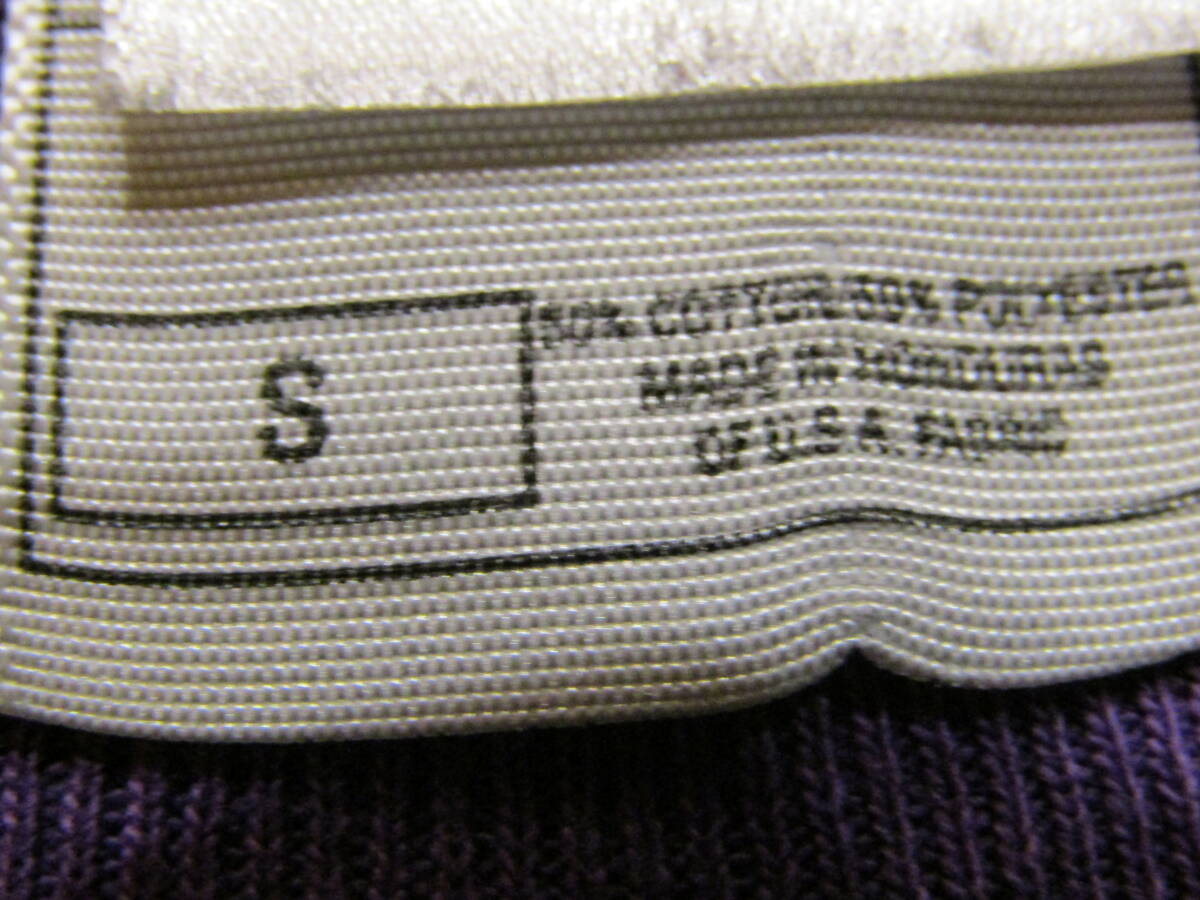 S
50% COTTON/50% POLYESTER
MADE IN HONDURAS
OF U.S.A. FABRIC